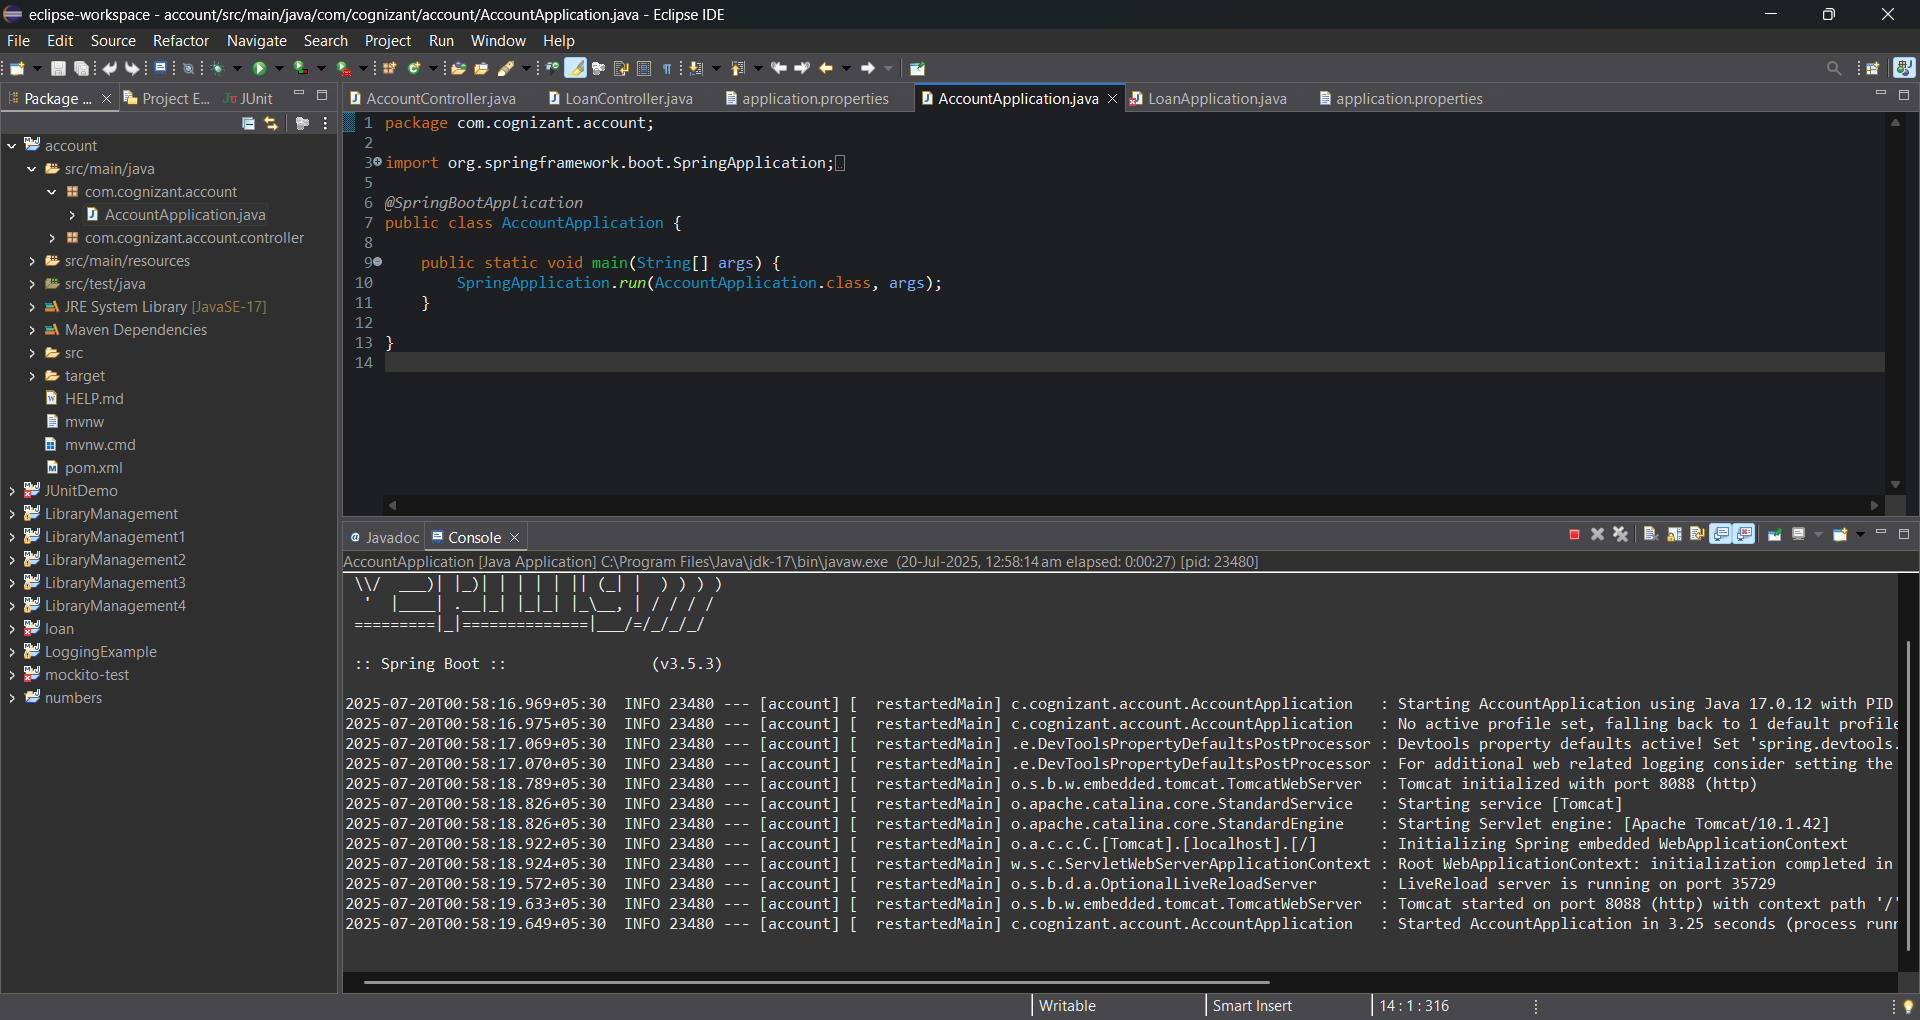 eclipse-workspace - account/src/main/java/com/cognizant/account/AccountApplication.java - Eclipse IDE
File Edit Source Refactor Navigate Search Project Run Window Help
Package ... Project E... JUnit
account
src/main/java
com.cognizant.account
AccountApplication.java
com.cognizant.account.controller
src/main/resources
src/test/java
JRE System Library [JavaSE-17]
Maven Dependencies
src
target
HELP.md
mvnw
mvnw.cmd
pom.xml
JUnitDemo
LibraryManagement
LibraryManagement1
LibraryManagement2
LibraryManagement3
LibraryManagement4
loan
LoggingExample
mockito-test
numbers
AccountController.java LoanController.java application.properties AccountApplication.java LoanApplication.java application.properties
1 package com.cognizant.account;
2
3 import org.springframework.boot.SpringApplication;
5
6 @SpringBootApplication
7 public class AccountApplication {
8
9 public static void main(String[] args) {
10 SpringApplication.run(AccountApplication.class, args);
11 }
12
13 }
14
Javadoc Console
AccountApplication [Java Application] C:\Program Files\Java\jdk-17\bin\javaw.exe (20-Jul-2025, 12:58:14 am elapsed: 0:00:27) [pid: 23480]
\\/  ___)| |_)| | | | | || (_| |  ) ) ) )
'  |____| .__|_| |_|_| |_\__, | / / / /
=========|_|==============|___/=/_/_/_/
:: Spring Boot :: (v3.5.3)
2025-07-20T00:58:16.969+05:30 INFO 23480 --- [account] [ restartedMain] c.cognizant.account.AccountApplication : Starting AccountApplication using Java 17.0.12 with PID
2025-07-20T00:58:16.975+05:30 INFO 23480 --- [account] [ restartedMain] c.cognizant.account.AccountApplication : No active profile set, falling back to 1 default profile
2025-07-20T00:58:17.069+05:30 INFO 23480 --- [account] [ restartedMain] .e.DevToolsPropertyDefaultsPostProcessor : Devtools property defaults active! Set 'spring.devtools.
2025-07-20T00:58:17.070+05:30 INFO 23480 --- [account] [ restartedMain] .e.DevToolsPropertyDefaultsPostProcessor : For additional web related logging consider setting the
2025-07-20T00:58:18.789+05:30 INFO 23480 --- [account] [ restartedMain] o.s.b.w.embedded.tomcat.TomcatWebServer : Tomcat initialized with port 8088 (http)
2025-07-20T00:58:18.826+05:30 INFO 23480 --- [account] [ restartedMain] o.apache.catalina.core.StandardService : Starting service [Tomcat]
2025-07-20T00:58:18.826+05:30 INFO 23480 --- [account] [ restartedMain] o.apache.catalina.core.StandardEngine : Starting Servlet engine: [Apache Tomcat/10.1.42]
2025-07-20T00:58:18.922+05:30 INFO 23480 --- [account] [ restartedMain] o.a.c.c.C.[Tomcat].[localhost].[/] : Initializing Spring embedded WebApplicationContext
2025-07-20T00:58:18.924+05:30 INFO 23480 --- [account] [ restartedMain] w.s.c.ServletWebServerApplicationContext : Root WebApplicationContext: initialization completed in
2025-07-20T00:58:19.572+05:30 INFO 23480 --- [account] [ restartedMain] o.s.b.d.a.OptionalLiveReloadServer : LiveReload server is running on port 35729
2025-07-20T00:58:19.633+05:30 INFO 23480 --- [account] [ restartedMain] o.s.b.w.embedded.tomcat.TomcatWebServer : Tomcat started on port 8088 (http) with context path '/'
2025-07-20T00:58:19.649+05:30 INFO 23480 --- [account] [ restartedMain] c.cognizant.account.AccountApplication : Started AccountApplication in 3.25 seconds (process runn
Writable Smart Insert 14 : 1 : 316